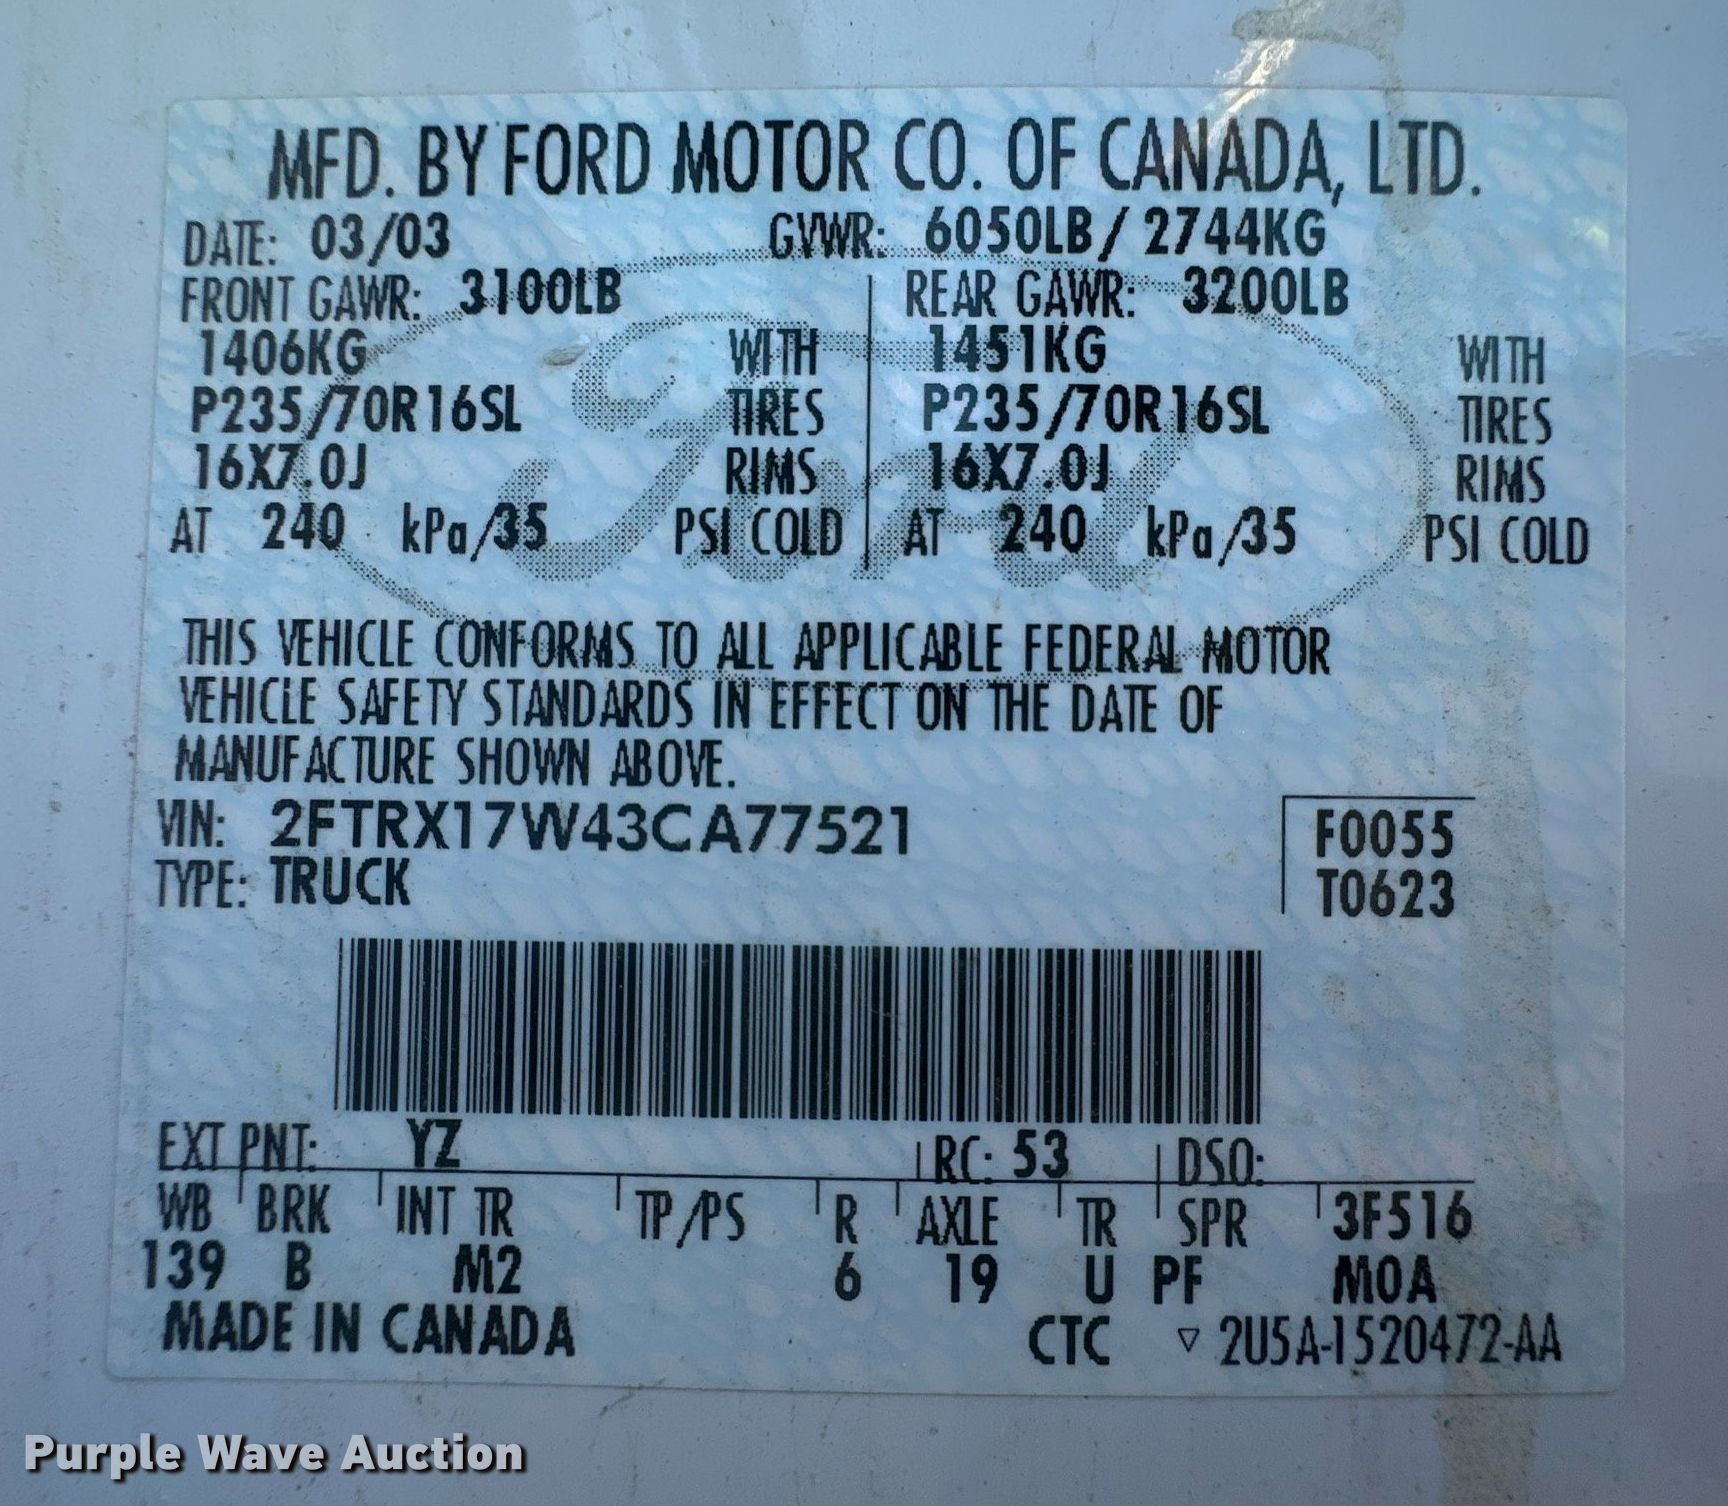 MFD. BY FORD MOTOR CO. OF CANADA, LTD.
DATE: 03/03 GVWR: 6050LB/ 2744KG
FRONT GAWR: 3100LB REAR GAWR: 3200LB
1406KG WITH 1451KG WITH
P235/70R16SL TIRES P235/70R16SL TIRES
16X7.0J RIMS 16X7.0J RIMS
AT 240 kPa/35 PSI COLD AT 240 kPa/35 PSI COLD
Ford
THIS VEHICLE CONFORMS TO ALL APPLICABLE FEDERAL MOTOR
VEHICLE SAFETY STANDARDS IN EFFECT ON THE DATE OF
MANUFACTURE SHOWN ABOVE.
VIN: 2FTRX17W43CA77521 F0055
TYPE: TRUCK T0623
EXT PNT: YZ RC: 53 DSO:
WB BRK INT TR TP/PS R AXLE TR SPR 3F516
139 B M2 6 19 U PF M0A
MADE IN CANADA CTC ▽ 2U5A-1520472-AA
Purple Wave Auction